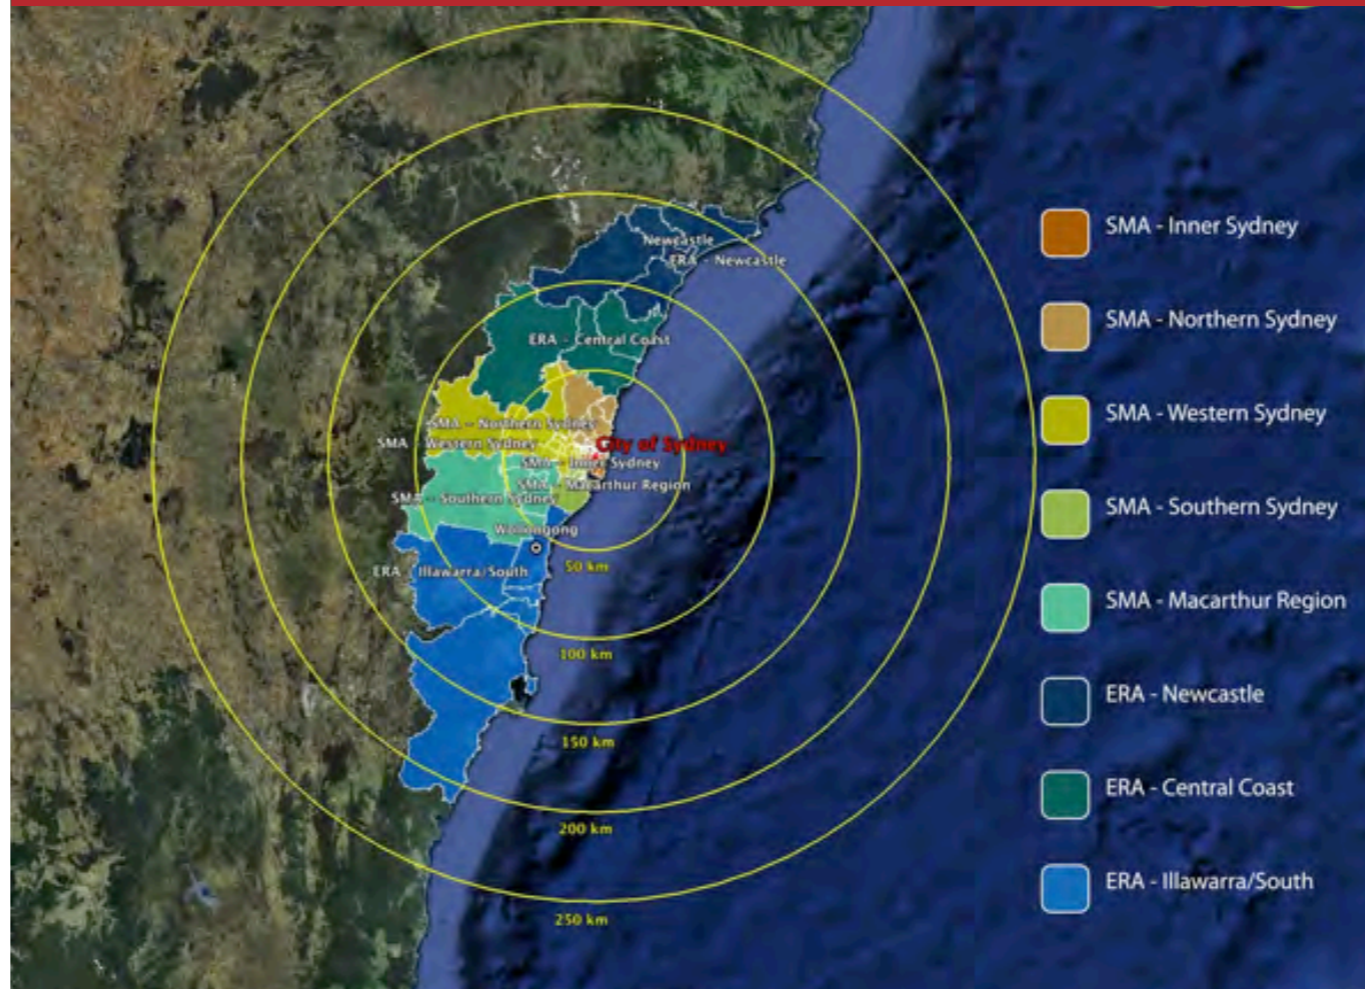 Newcastle
ERA - Newcastle
ERA - Central Coast
SMA - Northern Sydney
SMA - Western Sydney
City of Sydney
SMA - Inner Sydney
SMA - Macarthur Region
SMA - Southern Sydney
Wollongong
ERA - Illawarra/South
50 km
100 km
150 km
200 km
250 km
SMA - Inner Sydney
SMA - Northern Sydney
SMA - Western Sydney
SMA - Southern Sydney
SMA - Macarthur Region
ERA - Newcastle
ERA - Central Coast
ERA - Illawarra/South